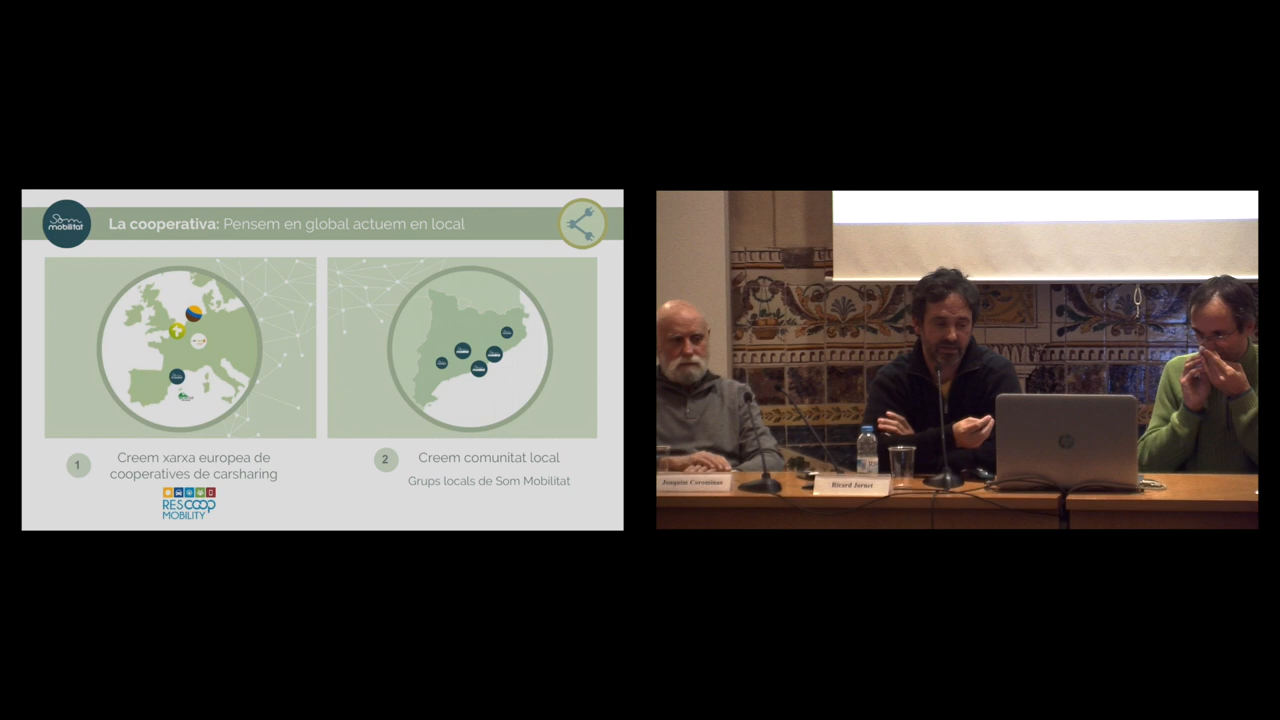 Som
mobilitat
La cooperativa: Pensem en global actuem en local
1
Creem xarxa europea de
cooperatives de carsharing
RESCOOP
MOBILITY
2
Creem comunitat local
Grups locals de Som Mobilitat
Joaquim Corominas
Ricard Jornet
hp